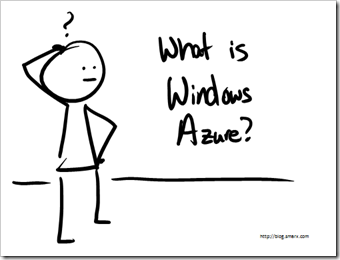 ?
What is
Windows
Azure?
http://blog.smarx.com